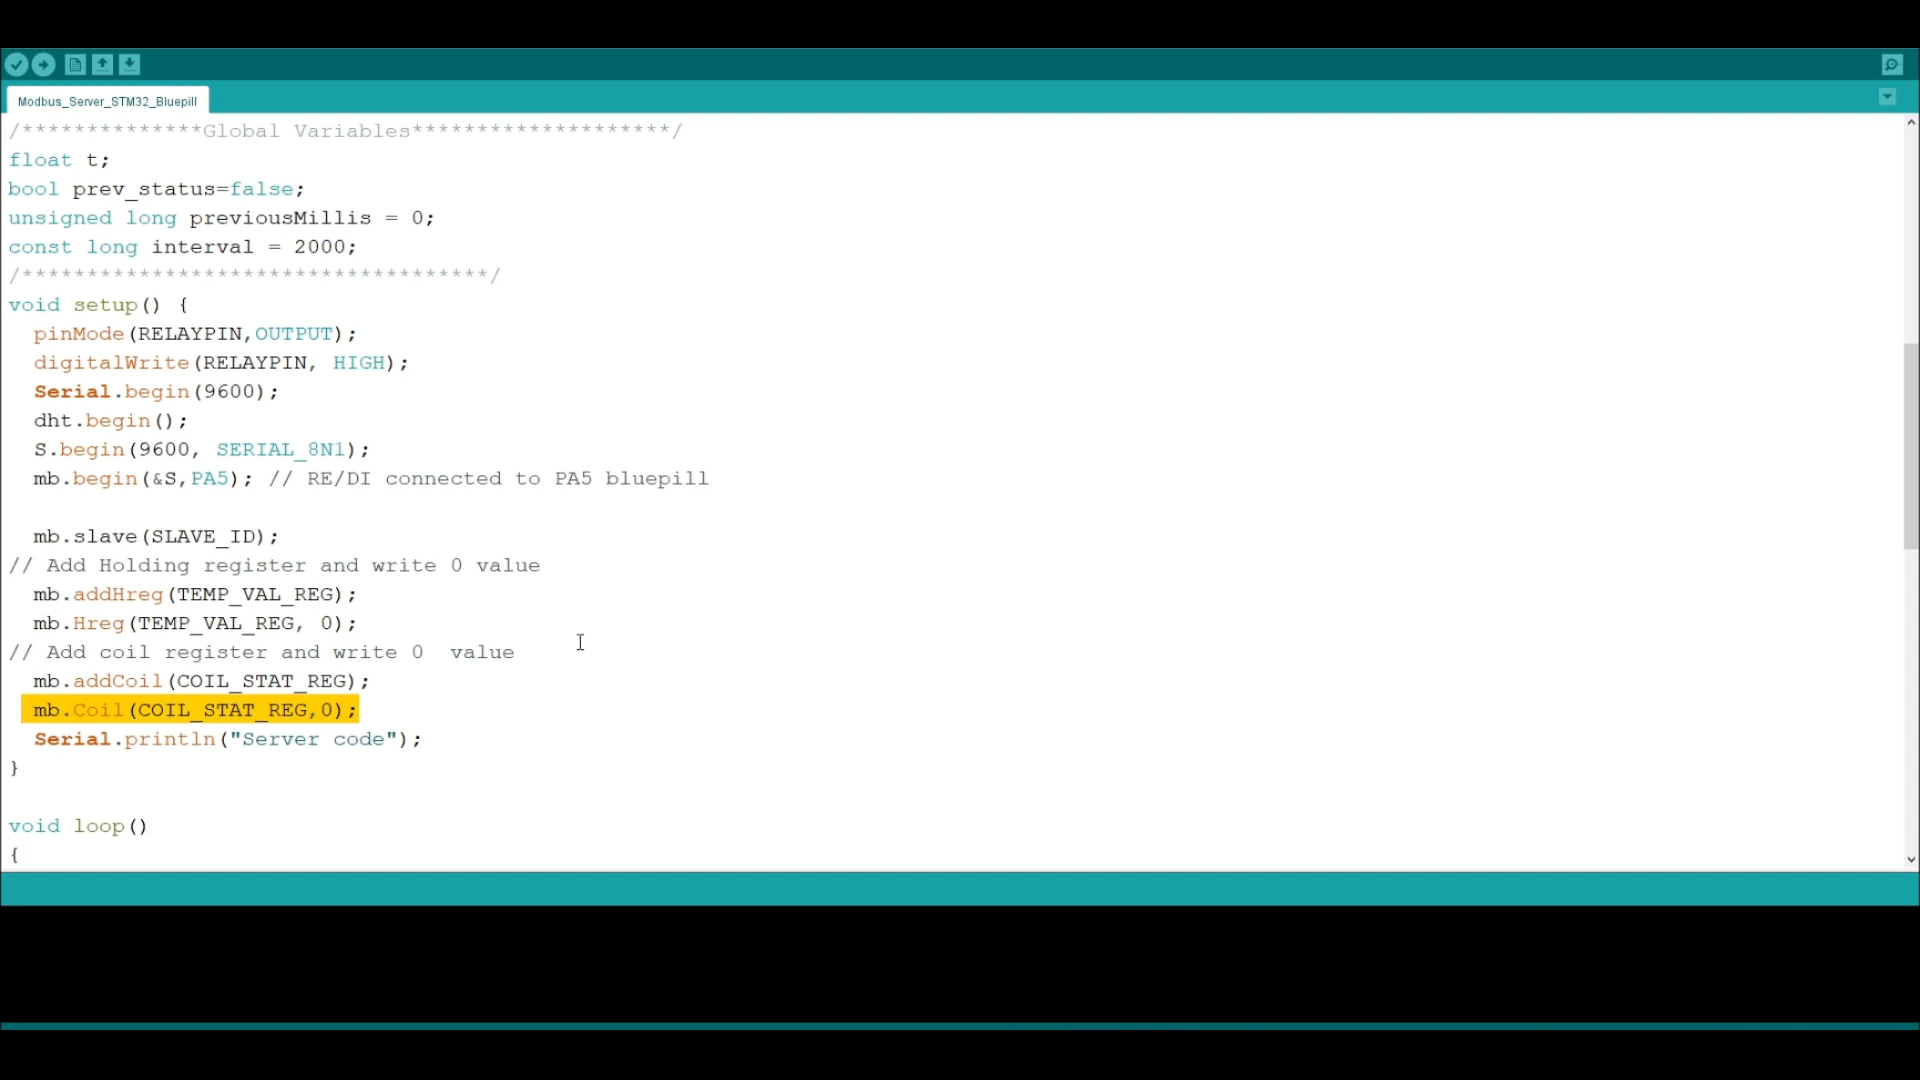 Modbus_Server_STM32_Bluepill
/**************Global Variables********************/
float t;
bool prev_status=false;
unsigned long previousMillis = 0;
const long interval = 2000;
/************************************/
void setup() {
  pinMode(RELAYPIN,OUTPUT);
  digitalWrite(RELAYPIN, HIGH);
  Serial.begin(9600);
  dht.begin();
  S.begin(9600, SERIAL_8N1);
  mb.begin(&S,PA5); // RE/DI connected to PA5 bluepill
  mb.slave(SLAVE_ID);
// Add Holding register and write 0 value
  mb.addHreg(TEMP_VAL_REG);
  mb.Hreg(TEMP_VAL_REG, 0);
// Add coil register and write 0  value
  mb.addCoil(COIL_STAT_REG);
  mb.Coil(COIL_STAT_REG,0);
  Serial.println("Server code");
}
void loop()
{